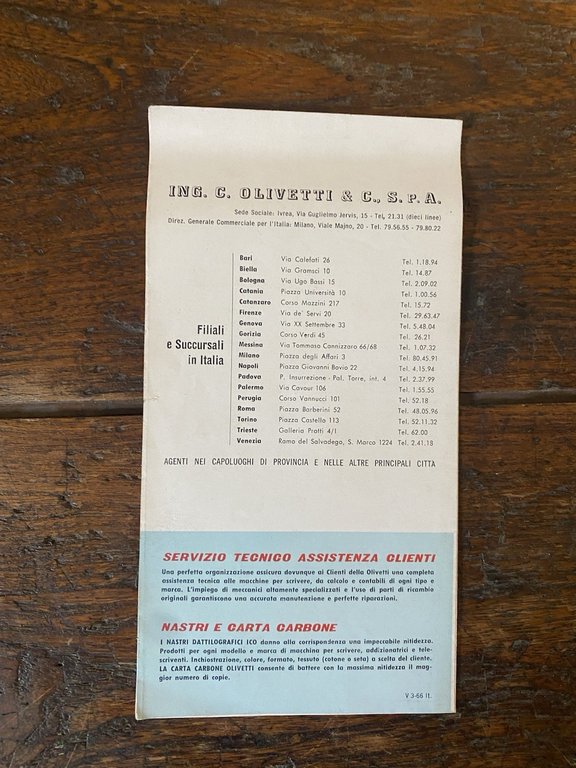 ING. C. OLIVETTI & C., S.P.A.
Sede Sociale: Ivrea, Via Guglielmo Jervis, 15 - Tel. 21.31 (dieci linee)
Direz. Generale Commerciale per l'Italia: Milano, Viale Majno, 20 - Tel. 79.56.55 - 79.80.22
Filiali
e Succursali
in Italia
Bari Via Calefati 26 Tel. 1.18.94
Biella Via Gramsci 10 Tel. 14.87
Bologna Via Ugo Bassi 15 Tel. 2.09.02
Catania Piazza Università 10 Tel. 1.00.56
Catanzaro Corso Mazzini 217 Tel. 15.72
Firenze Via de' Servi 20 Tel. 29.63.47
Genova Via XX Settembre 33 Tel. 5.48.04
Gorizia Corso Verdi 45 Tel. 26.21
Messina Via Tommaso Cannizzaro 66/68 Tel. 1.07.32
Milano Piazza degli Affari 3 Tel. 80.45.91
Napoli Piazza Giovanni Bovio 22 Tel. 4.15.94
Padova P. Insurrezione - Pal. Torre, int. 4 Tel. 2.37.99
Palermo Via Cavour 106 Tel. 1.55.55
Perugia Corso Vannucci 101 Tel. 52.18
Roma Piazza Barberini 52 Tel. 48.05.96
Torino Piazza Castello 113 Tel. 52.11.32
Trieste Galleria Protti 4/1 Tel. 62.00
Venezia Ramo del Salvadego, S. Marco 1224 Tel. 2.41.18
AGENTI NEI CAPOLUOGHI DI PROVINCIA E NELLE ALTRE PRINCIPALI CITTÀ
SERVIZIO TECNICO ASSISTENZA CLIENTI
Una perfetta organizzazione assicura dovunque ai Clienti della Olivetti una completa
assistenza tecnica alle macchine per scrivere, da calcolo e contabili di ogni tipo e
marca. L'impiego di meccanici altamente specializzati e l'uso di parti di ricambio
originali garantiscono una accurata manutenzione e perfette riparazioni.
NASTRI E CARTA CARBONE
I NASTRI DATTILOGRAFICI ICO danno alla corrispondenza una impeccabile nitidezza.
Prodotti per ogni modello e marca di macchina per scrivere, addizionatrici e tele-
scriventi. Inchiostrazione, colore, formato, tessuto (cotone o seta) a scelta del cliente.
LA CARTA CARBONE OLIVETTI consente di battere con la massima nitidezza il mag-
gior numero di copie.
V-3-66 It.